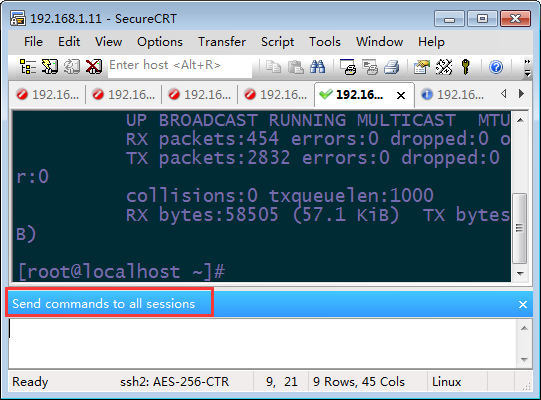 192.168.1.11 - SecureCRT
File Edit View Options Transfer Script Tools Window Help
Enter host <Alt+R>
192.16... 192.16... 192.16... 192.16... 192.16... 192.16...
UP BROADCAST RUNNING MULTICAST MTU
RX packets:454 errors:0 dropped:0 o
TX packets:2832 errors:0 dropped:0
r:0
collisions:0 txqueuelen:1000
RX bytes:58505 (57.1 KiB) TX bytes
B)
[root@localhost ~]#
Send commands to all sessions
Ready ssh2: AES-256-CTR 9, 21 9 Rows, 45 Cols Linux